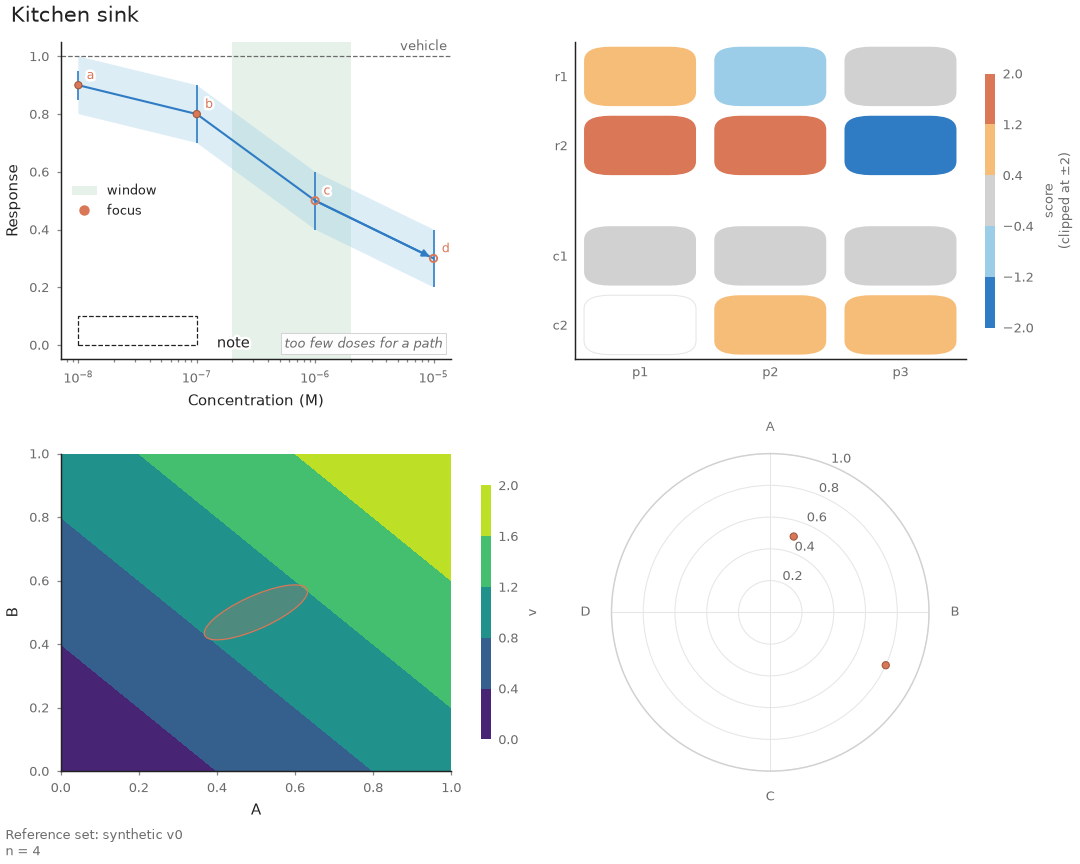 Kitchen sink
vehicle
1.0
0.8
0.6
0.4
0.2
0.0
Response
a
b
c
d
window
focus
note
too few doses for a path
10⁻⁸
10⁻⁷
10⁻⁶
10⁻⁵
Concentration (M)
r1
r2
c1
c2
p1
p2
p3
2.0
1.2
0.4
−0.4
−1.2
−2.0
score
(clipped at ±2)
1.0
0.8
0.6
0.4
0.2
0.0
B
0.0
0.2
0.4
0.6
0.8
1.0
A
2.0
1.6
1.2
0.8
0.4
0.0
v
A
1.0
0.8
0.6
0.4
0.2
D
B
C
Reference set: synthetic v0
n = 4